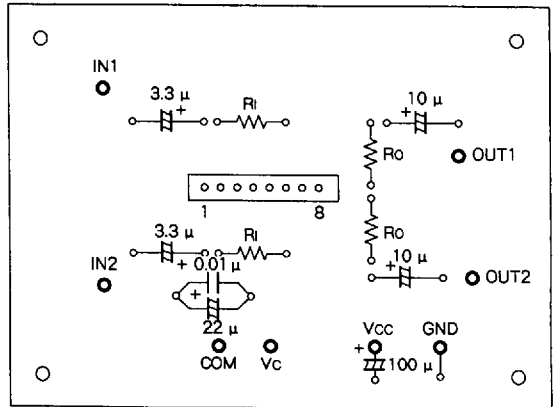 IN1
3.3 μ
+
RI
10 μ
+
RO
OUT1
1
8
3.3 μ
+
RI
RO
0.01 μ
10 μ
+
IN2
OUT2
+
22 μ
COM
VC
VCC
GND
+
100 μ